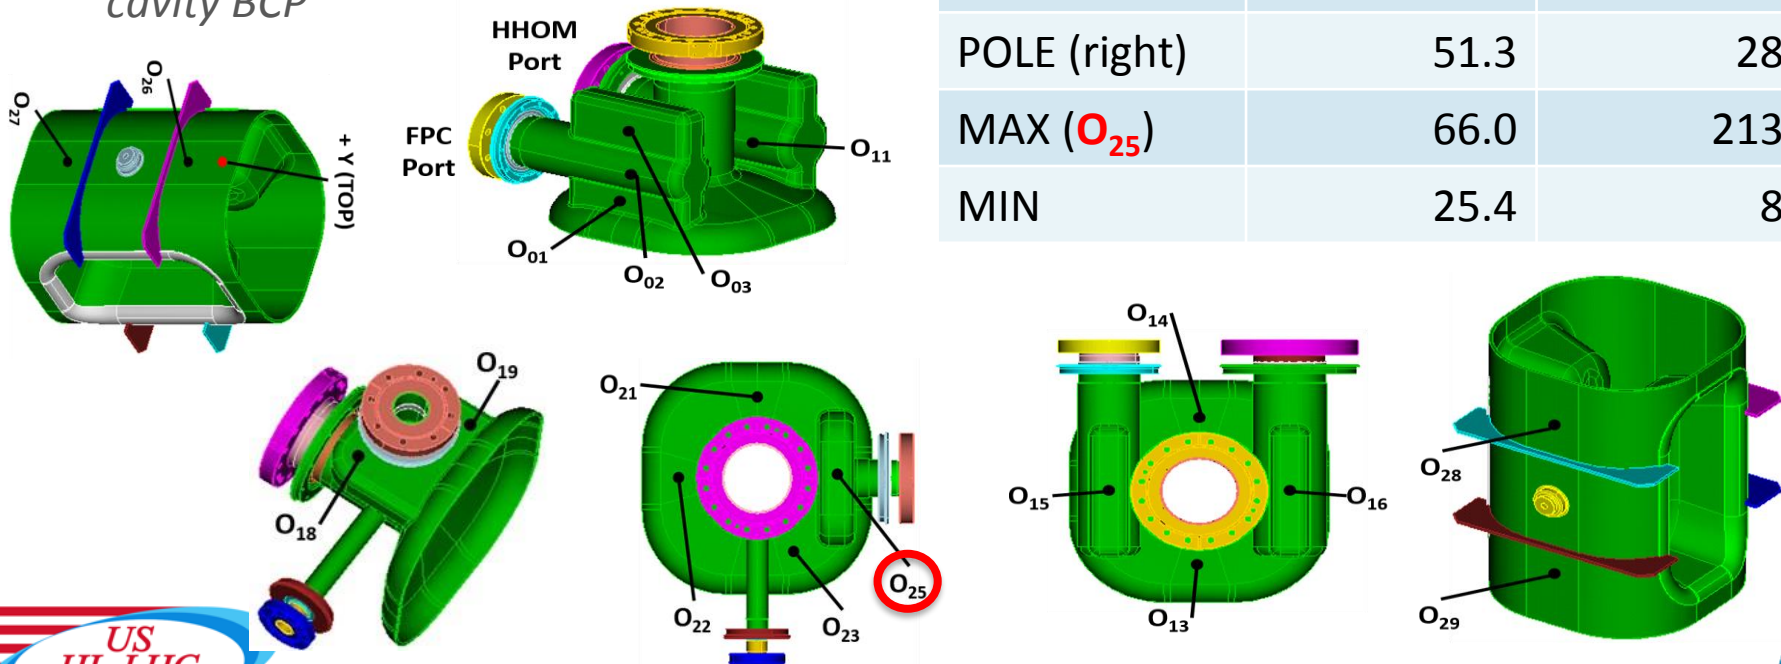 cavity BCP
HHOM
Port
FPC
Port
O₂₇
O₂₆
+ Y (TOP)
O₁₁
O₀₁
O₀₂
O₀₃
POLE (right) 51.3 28
MAX (O₂₅) 66.0 213
MIN 25.4 8
O₁₉
O₁₈
O₂₁
O₂₂
O₂₃
O₂₅
O₁₄
O₁₅
O₁₆
O₁₃
O₂₈
O₂₉
US